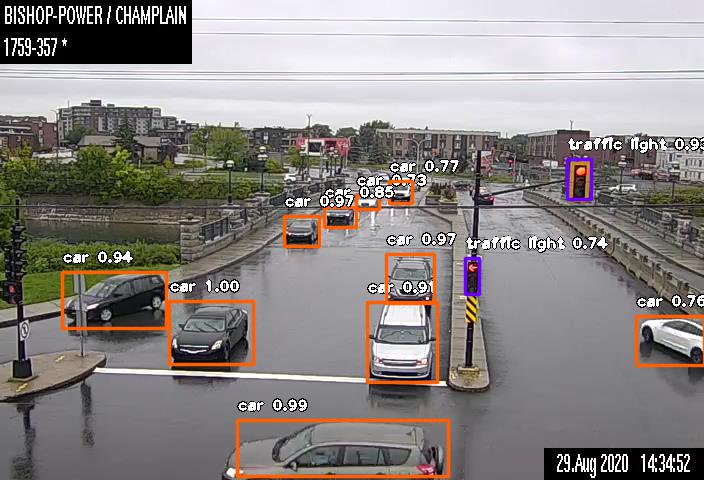 BISHOP-POWER / CHAMPLAIN
1759-357 *
traffic light 0.93
car 0.77
car 0.73
car 0.85
car 0.97
car 0.97
traffic light 0.74
car 0.94
car 1.00
car 0.91
car 0.76
car 0.99
29.Aug 2020 14:34:52